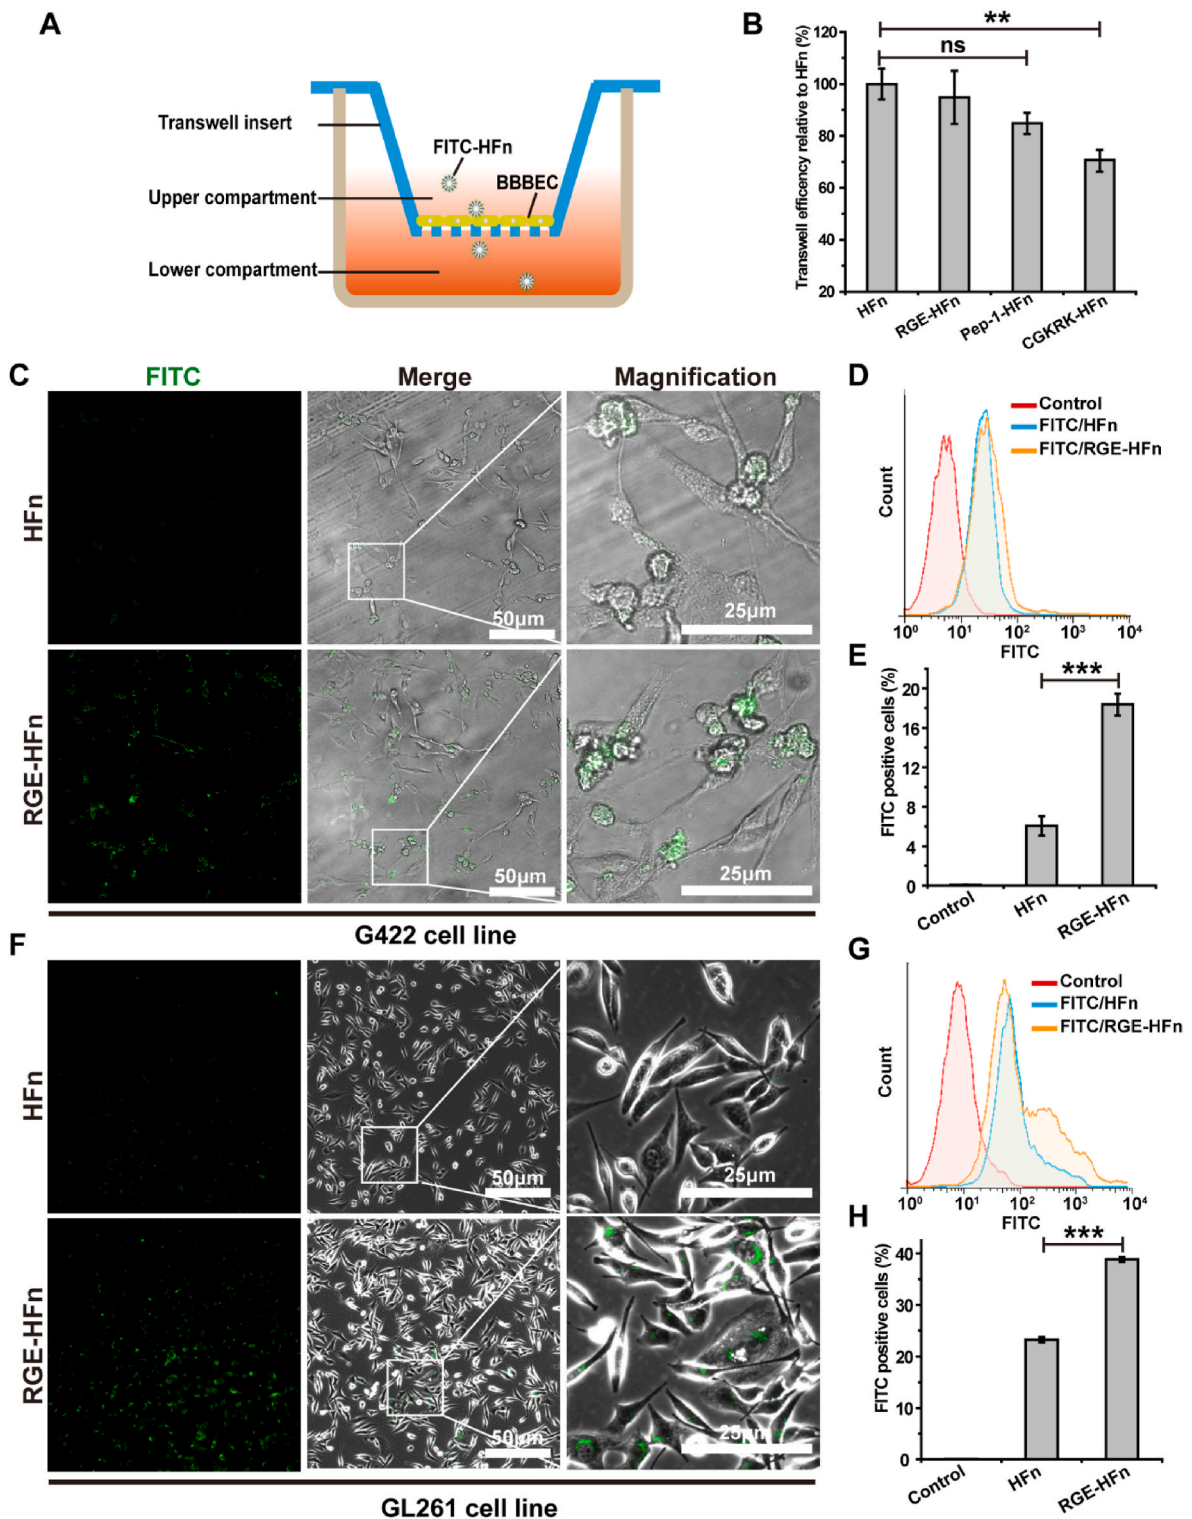 A
Transwell insert
FITC-HFn
Upper compartment
BBBEC
Lower compartment
B
Transwell efficency relative to HFn (%)
120
100
80
60
40
20
**
ns
HFn
RGE-HFn
Pep-1-HFn
CGKRK-HFn
C
FITC
Merge
Magnification
HFn
50μm
25μm
RGE-HFn
50μm
25μm
G422 cell line
D
Control
FITC/HFn
FITC/RGE-HFn
Count
10⁰
10¹
10²
10³
10⁴
FITC
E
FITC positive cells (%)
20
16
12
8
4
0
***
Control
HFn
RGE-HFn
F
HFn
50μm
25μm
RGE-HFn
50μm
25μm
GL261 cell line
G
Control
FITC/HFn
FITC/RGE-HFn
Count
10⁰
10¹
10²
10³
10⁴
FITC
H
FITC positive cells (%)
40
30
20
10
0
***
Control
HFn
RGE-HFn